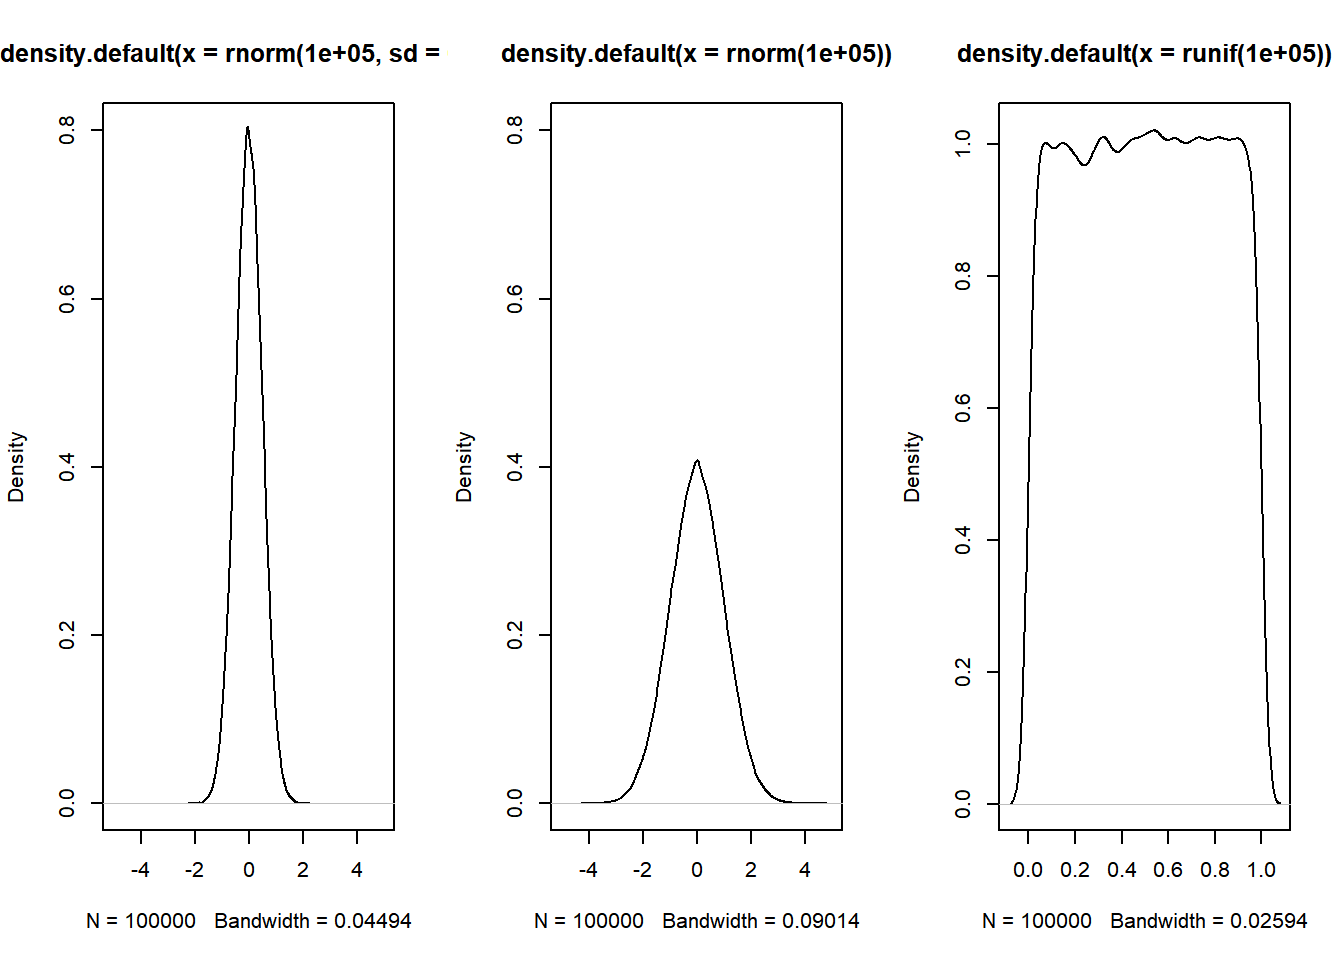 density.default(x = rnorm(1e+05, sd =
Density
0.0 0.2 0.4 0.6 0.8
-4 -2 0 2 4
N = 100000 Bandwidth = 0.04494
density.default(x = rnorm(1e+05))
Density
0.0 0.2 0.4 0.6 0.8
-4 -2 0 2 4
N = 100000 Bandwidth = 0.09014
density.default(x = runif(1e+05))
Density
0.0 0.2 0.4 0.6 0.8 1.0
0.0 0.2 0.4 0.6 0.8 1.0
N = 100000 Bandwidth = 0.02594